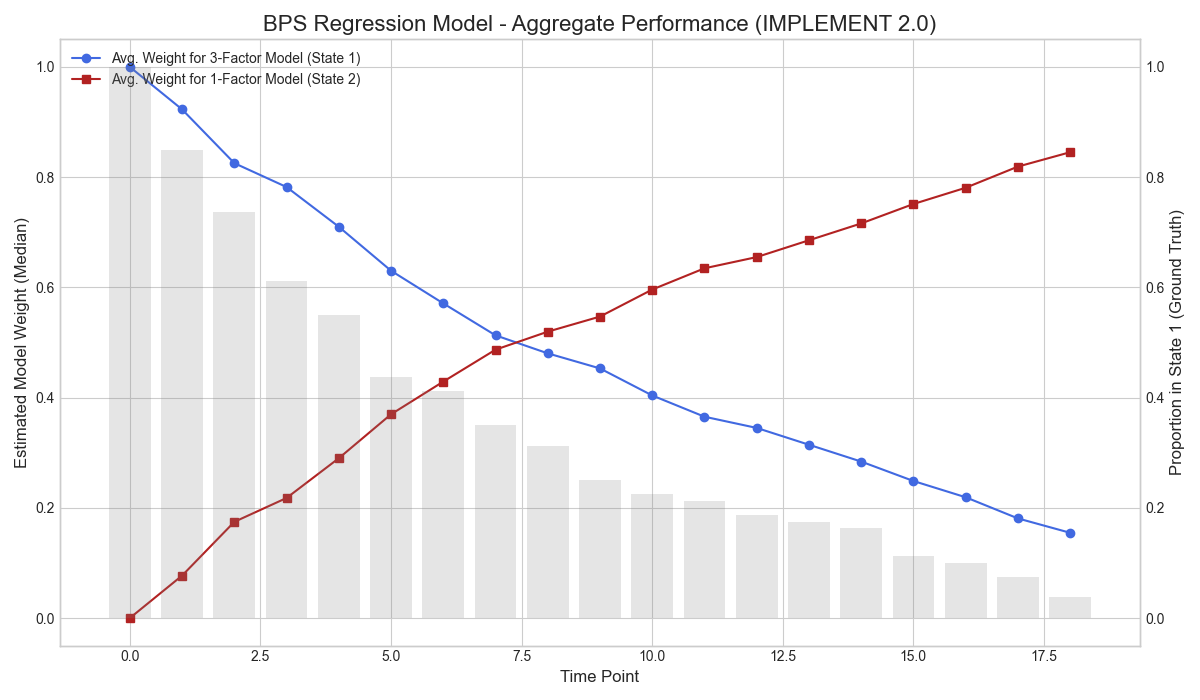 BPS Regression Model - Aggregate Performance (IMPLEMENT 2.0)
Avg. Weight for 3-Factor Model (State 1)
Avg. Weight for 1-Factor Model (State 2)
Estimated Model Weight (Median)
1.0
0.8
0.6
0.4
0.2
0.0
1.0
0.8
0.6
0.4
0.2
0.0
Proportion in State 1 (Ground Truth)
0.0 2.5 5.0 7.5 10.0 12.5 15.0 17.5
Time Point